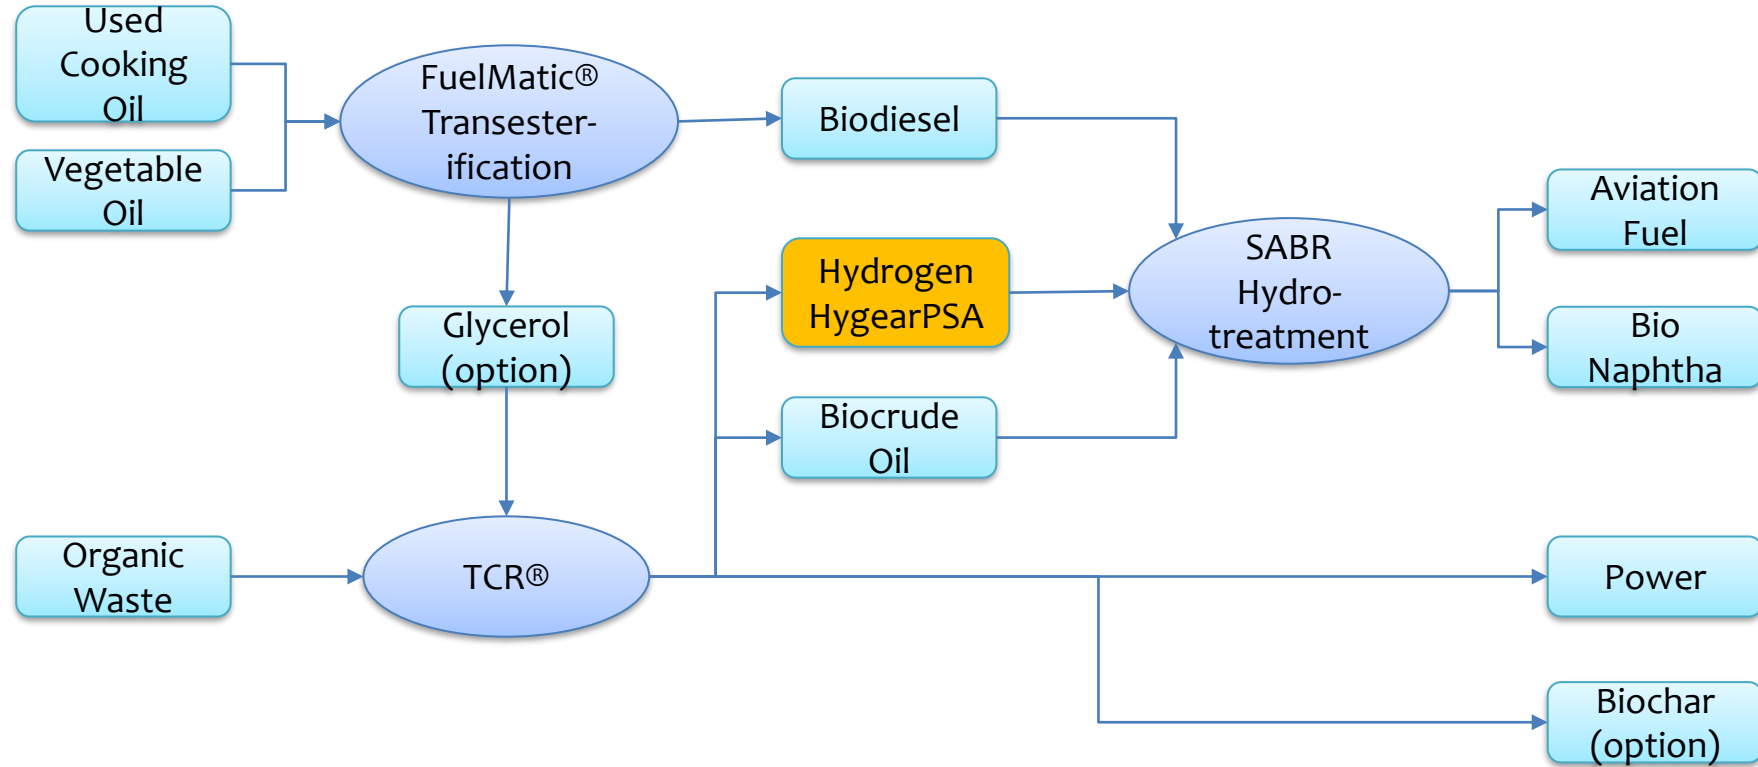 Used
Cooking
Oil
Vegetable
Oil
FuelMatic®
Transester-
ification
Biodiesel
Aviation
Fuel
Hydrogen
HygearPSA
SABR
Hydro-
treatment
Glycerol
(option)
Bio
Naphtha
Biocrude
Oil
Organic
Waste
TCR®
Power
Biochar
(option)